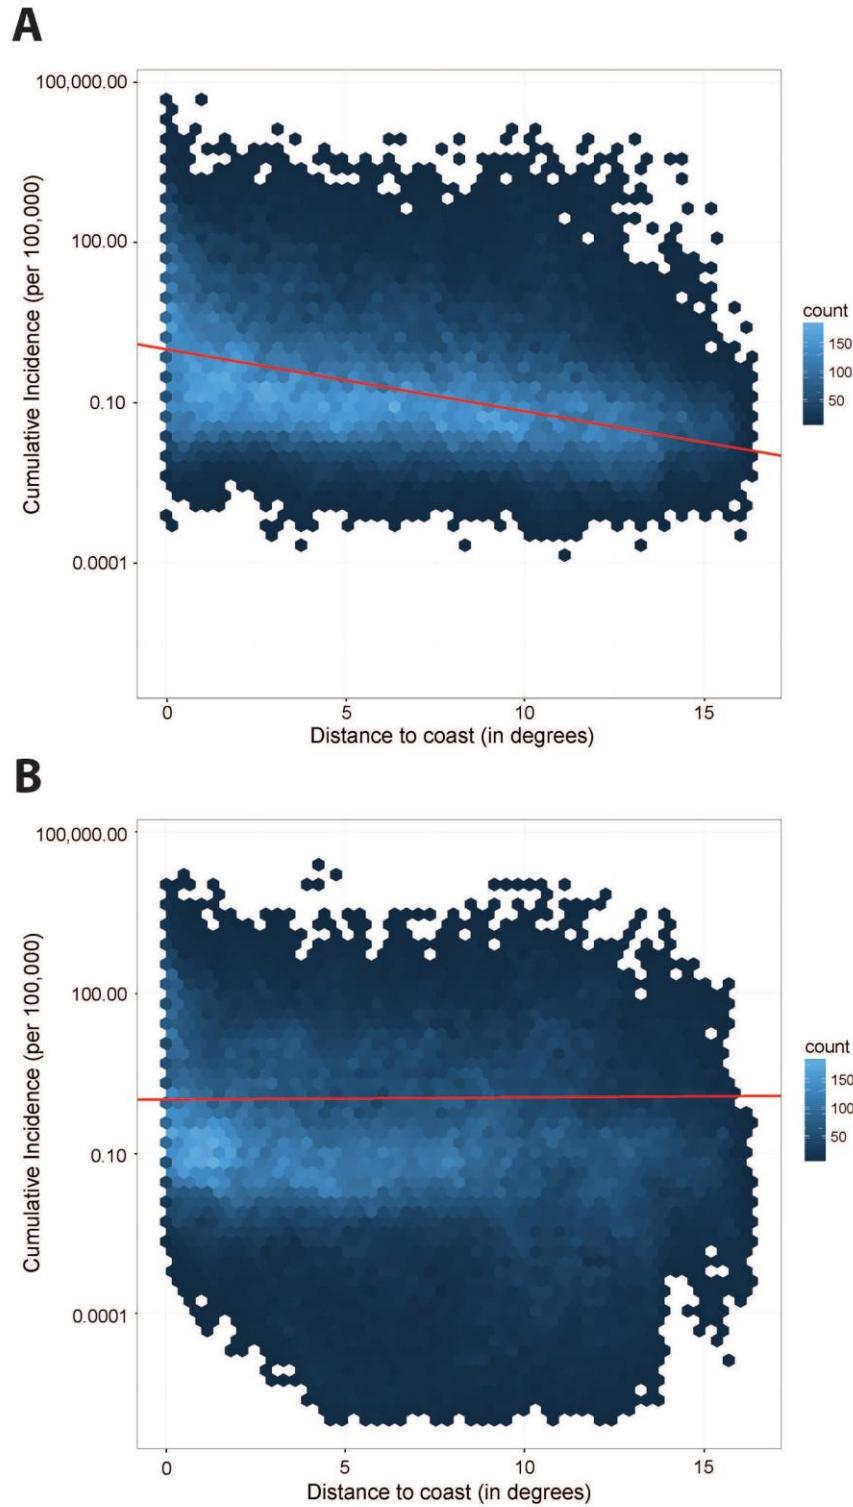 A
Cumulative Incidence (per 100,000)
100,000.00
100.00
0.10
0.0001
0 5 10 15
Distance to coast (in degrees)
count
150
100
50
B
Cumulative Incidence (per 100,000)
100,000.00
100.00
0.10
0.0001
0 5 10 15
Distance to coast (in degrees)
count
150
100
50